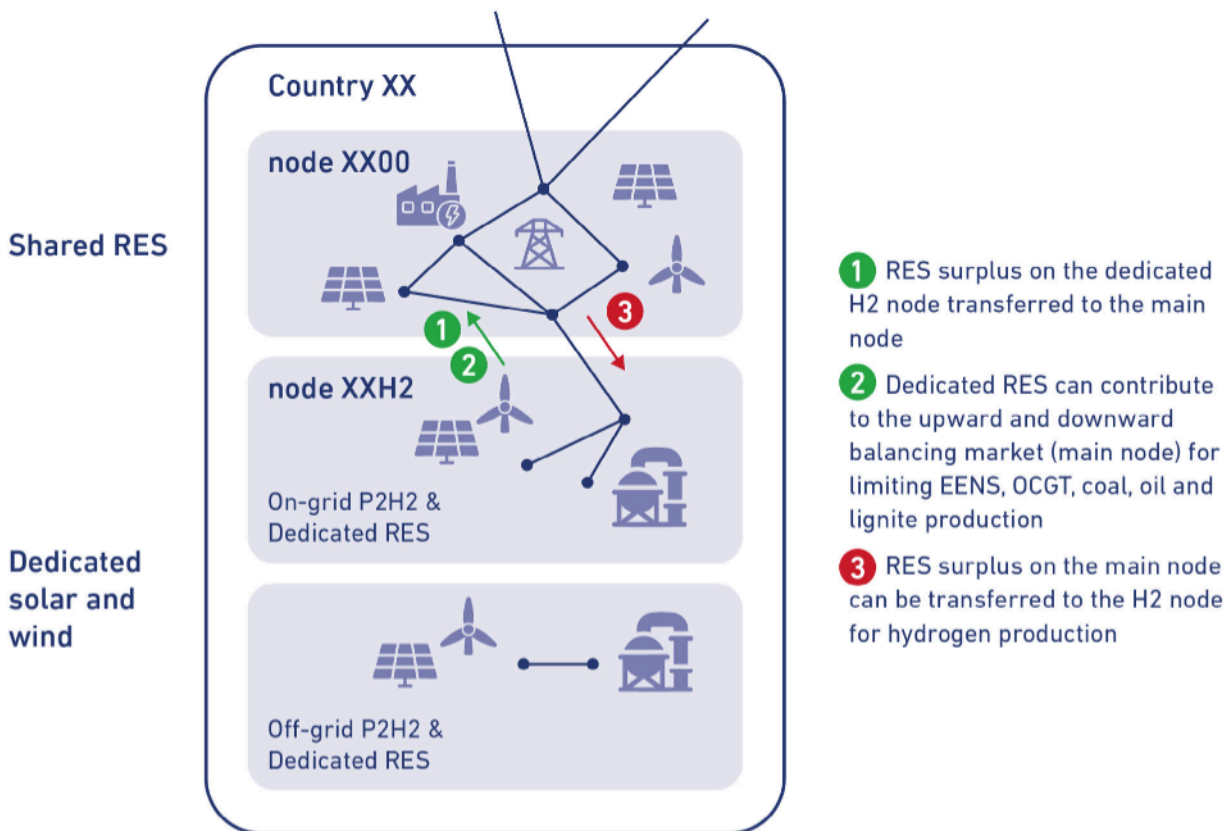 Country XX
node XX00
Shared RES
3
1
2
node XXH2
On-grid P2H2 &
Dedicated RES
Dedicated
solar and
wind
Off-grid P2H2 &
Dedicated RES
1 RES surplus on the dedicated
H2 node transferred to the main
node
2 Dedicated RES can contribute
to the upward and downward
balancing market (main node) for
limiting EENS, OCGT, coal, oil and
lignite production
3 RES surplus on the main node
can be transferred to the H2 node
for hydrogen production